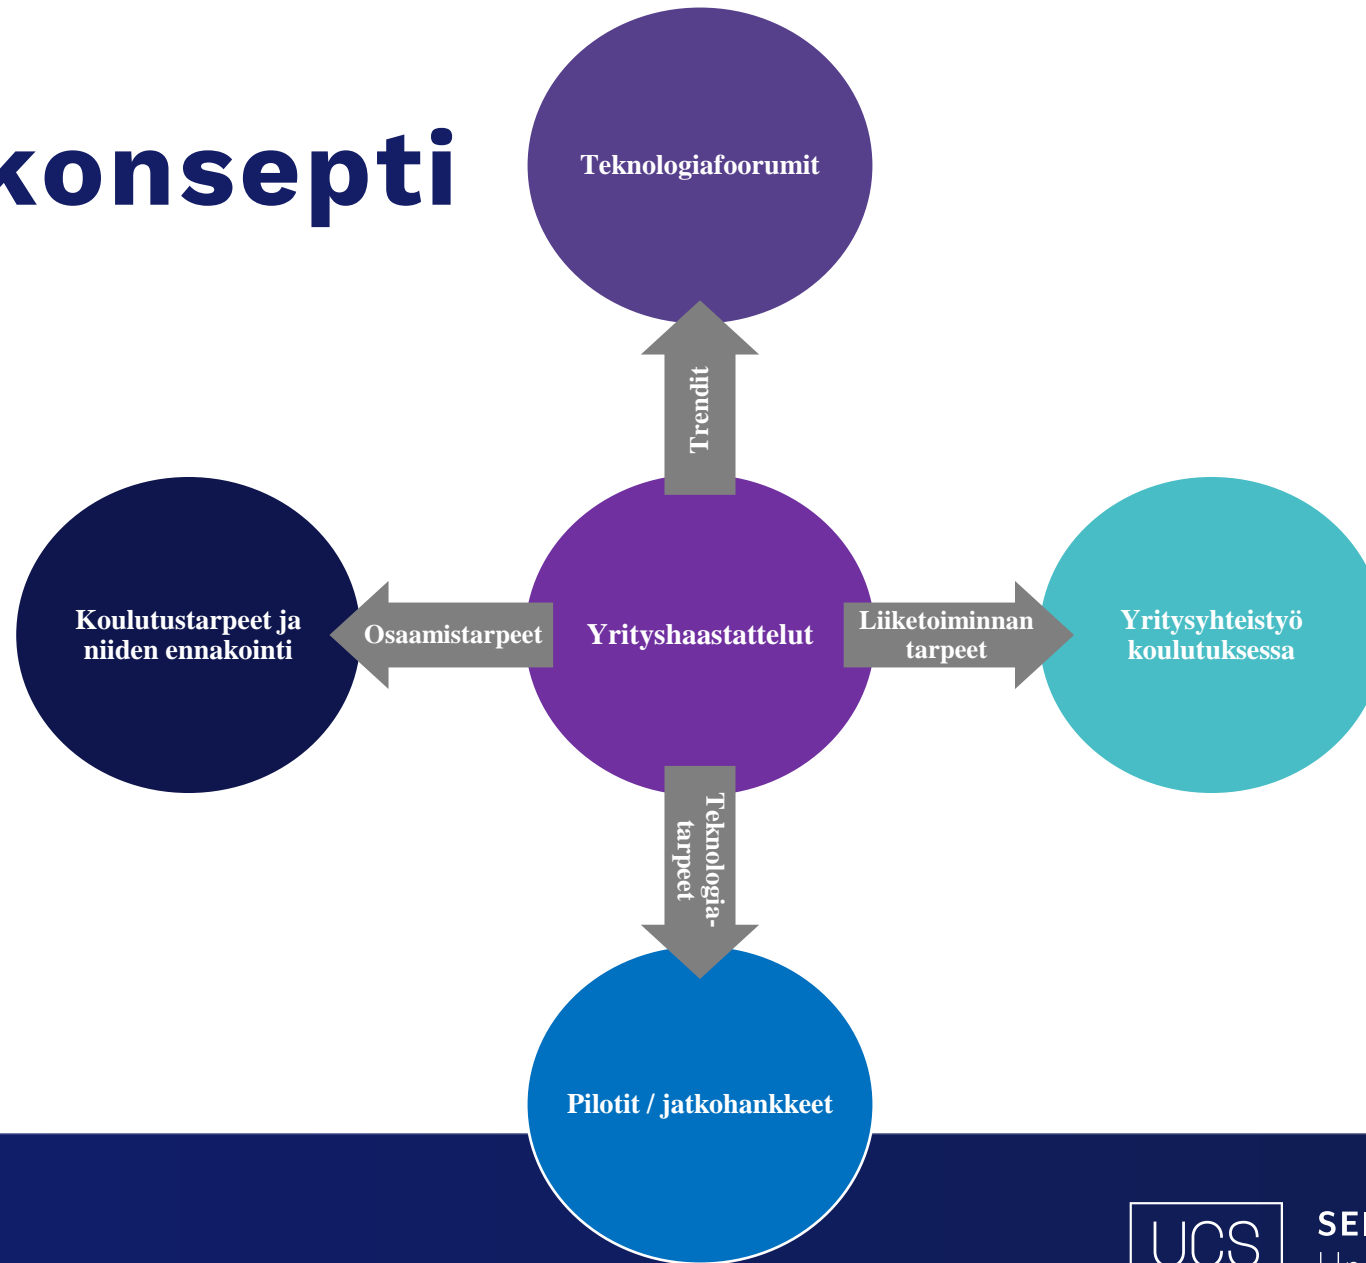 konsepti
Teknologiafoorumit
Trendit
Koulutustarpeet ja
niiden ennakointi
Osaamistarpeet
Yrityshaastattelut
Liiketoiminnan
tarpeet
Yritysyhteistyö
koulutuksessa
Teknologia-
tarpeet
Pilotit / jatkohankkeet
UCS